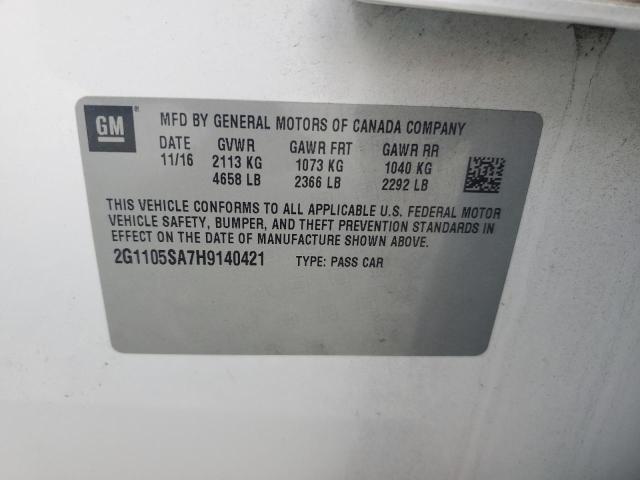 GM
MFD BY GENERAL MOTORS OF CANADA COMPANY
DATE GVWR GAWR FRT GAWR RR
11/16 2113 KG 1073 KG 1040 KG
4658 LB 2366 LB 2292 LB
THIS VEHICLE CONFORMS TO ALL APPLICABLE U.S. FEDERAL MOTOR
VEHICLE SAFETY, BUMPER, AND THEFT PREVENTION STANDARDS IN
EFFECT ON THE DATE OF MANUFACTURE SHOWN ABOVE.
2G1105SA7H9140421 TYPE: PASS CAR